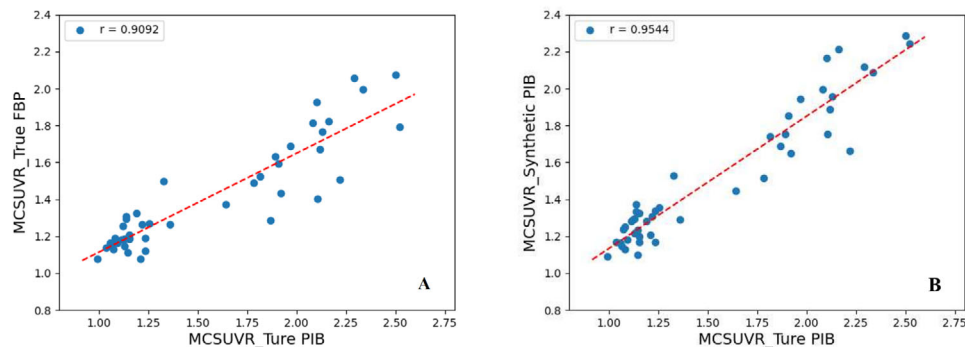 r = 0.9092
MCSUVR_True FBP
2.4
2.2
2.0
1.8
1.6
1.4
1.2
1.0
0.8
1.00 1.25 1.50 1.75 2.00 2.25 2.50 2.75
MCSUVR_Ture PIB
A
r = 0.9544
MCSUVR_Synthetic PIB
2.4
2.2
2.0
1.8
1.6
1.4
1.2
1.0
0.8
1.00 1.25 1.50 1.75 2.00 2.25 2.50 2.75
MCSUVR_Ture PIB
B